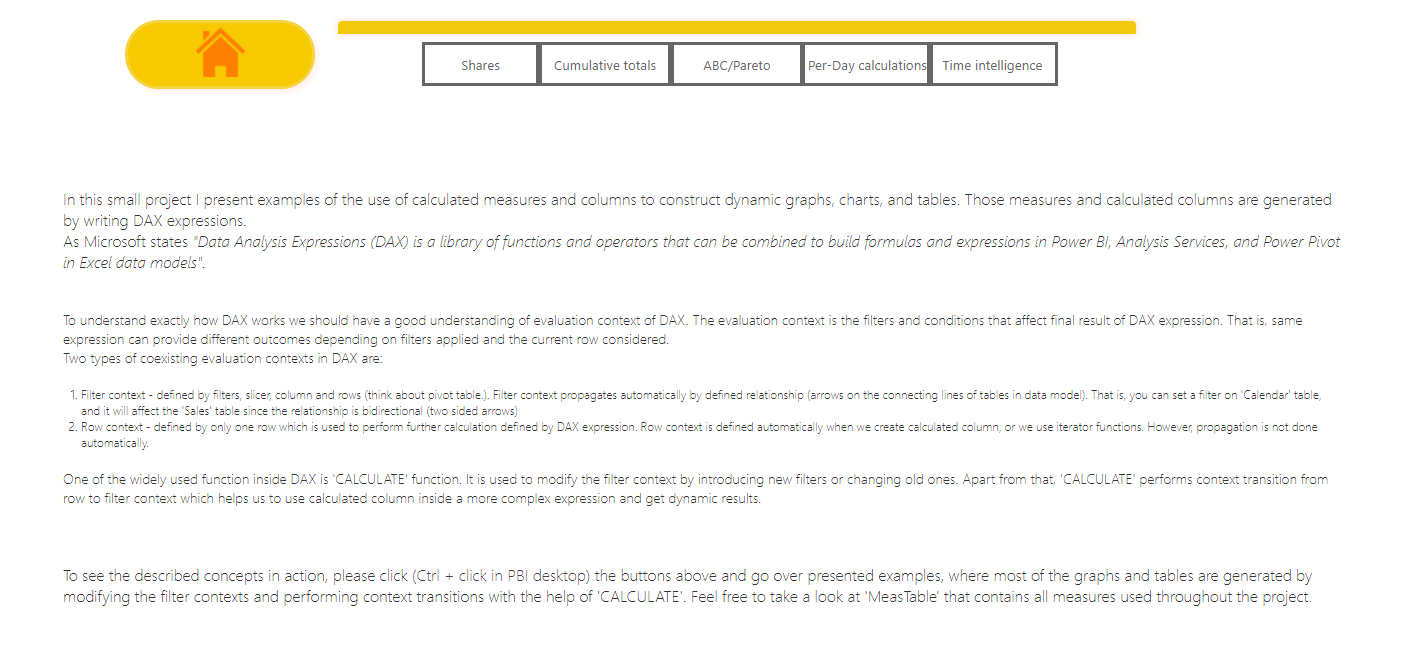 Shares
Cumulative totals
ABC/Pareto
Per-Day calculations
Time intelligence
In this small project I present examples of the use of calculated measures and columns to construct dynamic graphs, charts, and tables. Those measures and calculated columns are generated
by writing DAX expressions.
As Microsoft states "Data Analysis Expressions (DAX) is a library of functions and operators that can be combined to build formulas and expressions in Power BI, Analysis Services, and Power Pivot
in Excel data models".
To understand exactly how DAX works we should have a good understanding of evaluation context of DAX. The evaluation context is the filters and conditions that affect final result of DAX expression. That is, same
expression can provide different outcomes depending on filters applied and the current row considered.
Two types of coexisting evaluation contexts in DAX are:
1. Filter context - defined by filters, slicer, column and rows (think about pivot table.). Filter context propagates automatically by defined relationship (arrows on the connecting lines of tables in data model). That is, you can set a filter on 'Calendar' table,
and it will affect the 'Sales' table since the relationship is bidirectional (two sided arrows)
2. Row context - defined by only one row which is used to perform further calculation defined by DAX expression. Row context is defined automatically when we create calculated column, or we use iterator functions. However, propagation is not done
automatically.
One of the widely used function inside DAX is 'CALCULATE' function. It is used to modify the filter context by introducing new filters or changing old ones. Apart from that, 'CALCULATE' performs context transition from
row to filter context which helps us to use calculated column inside a more complex expression and get dynamic results.
To see the described concepts in action, please click (Ctrl + click in PBI desktop) the buttons above and go over presented examples, where most of the graphs and tables are generated by
modifying the filter contexts and performing context transitions with the help of 'CALCULATE'. Feel free to take a look at 'MeasTable' that contains all measures used throughout the project.